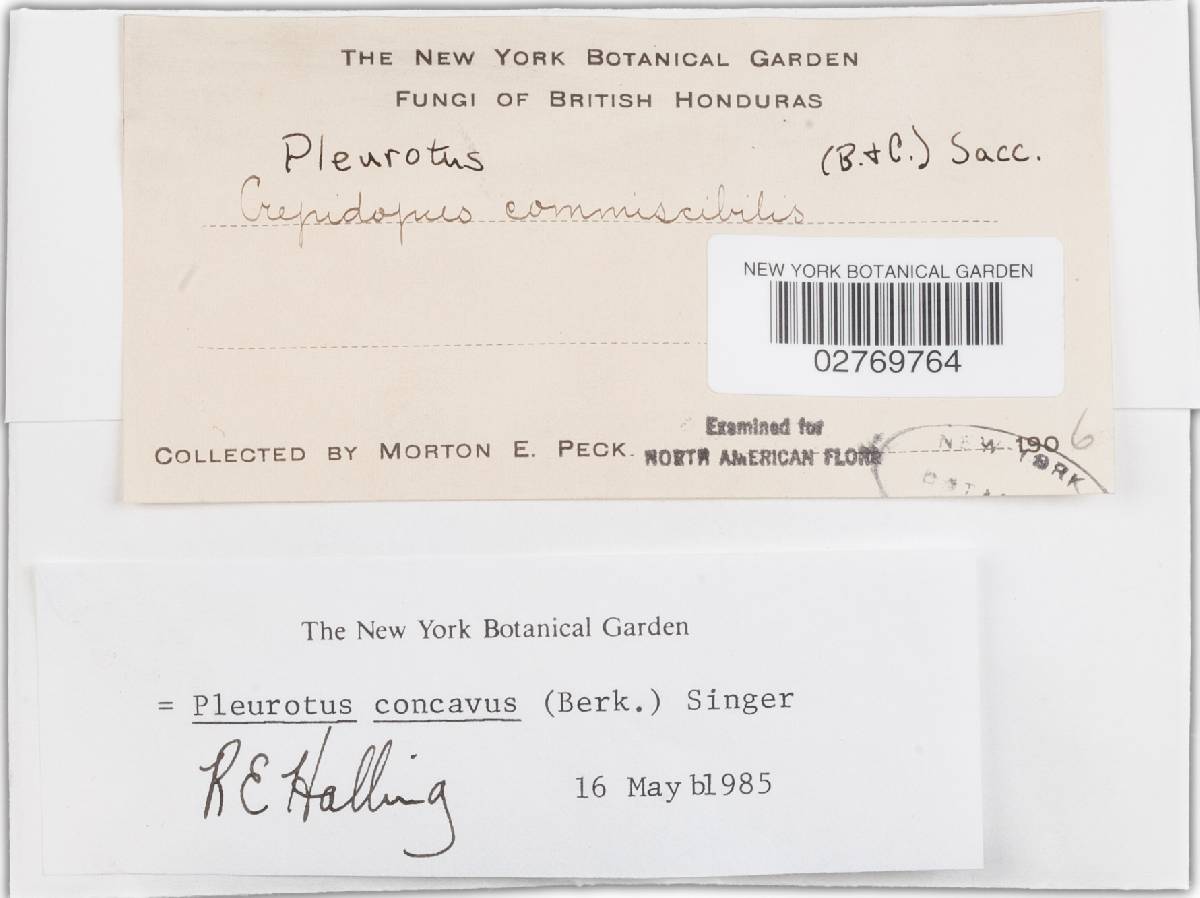 THE NEW YORK BOTANICAL GARDEN
FUNGI OF BRITISH HONDURAS
Pleurotus (B. & C.) Sacc.
Crepidopus commiscibilis
NEW YORK BOTANICAL GARDEN
02769764
Examined for
NORTH AMERICAN FLORA
COLLECTED BY MORTON E. PECK.
1906
NEW YORK
The New York Botanical Garden
= Pleurotus concavus (Berk.) Singer
R E Halling
16 May b1985